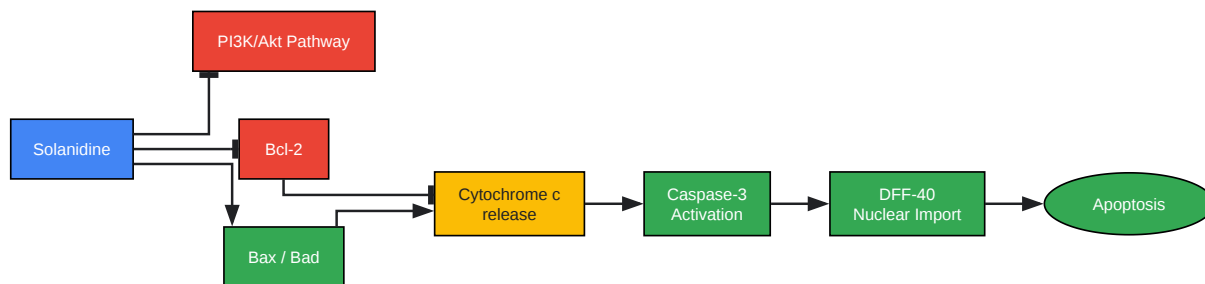 PI3K/Akt Pathway
Solanidine
Bcl-2
Bax / Bad
Cytochrome c
release
Caspase-3
Activation
DFF-40
Nuclear Import
Apoptosis